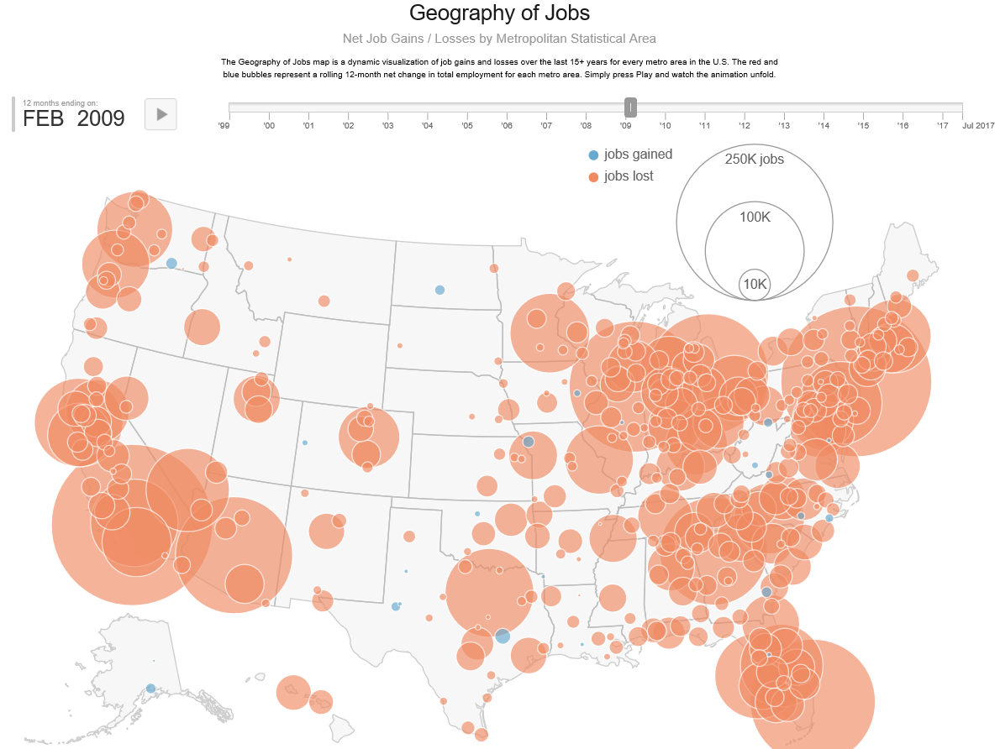 Geography of Jobs
Net Job Gains / Losses by Metropolitan Statistical Area
The Geography of Jobs map is a dynamic visualization of job gains and losses over the last 15+ years for every metro area in the U.S. The red and
blue bubbles represent a rolling 12-month net change in total employment for each metro area. Simply press Play and watch the animation unfold.
12 months ending on:
FEB 2009
'99 '00 '01 '02 '03 '04 '05 '06 '07 '08 '09 '10 '11 '12 '13 '14 '15 '16 '17 Jul 2017
jobs gained
jobs lost
250K jobs
100K
10K